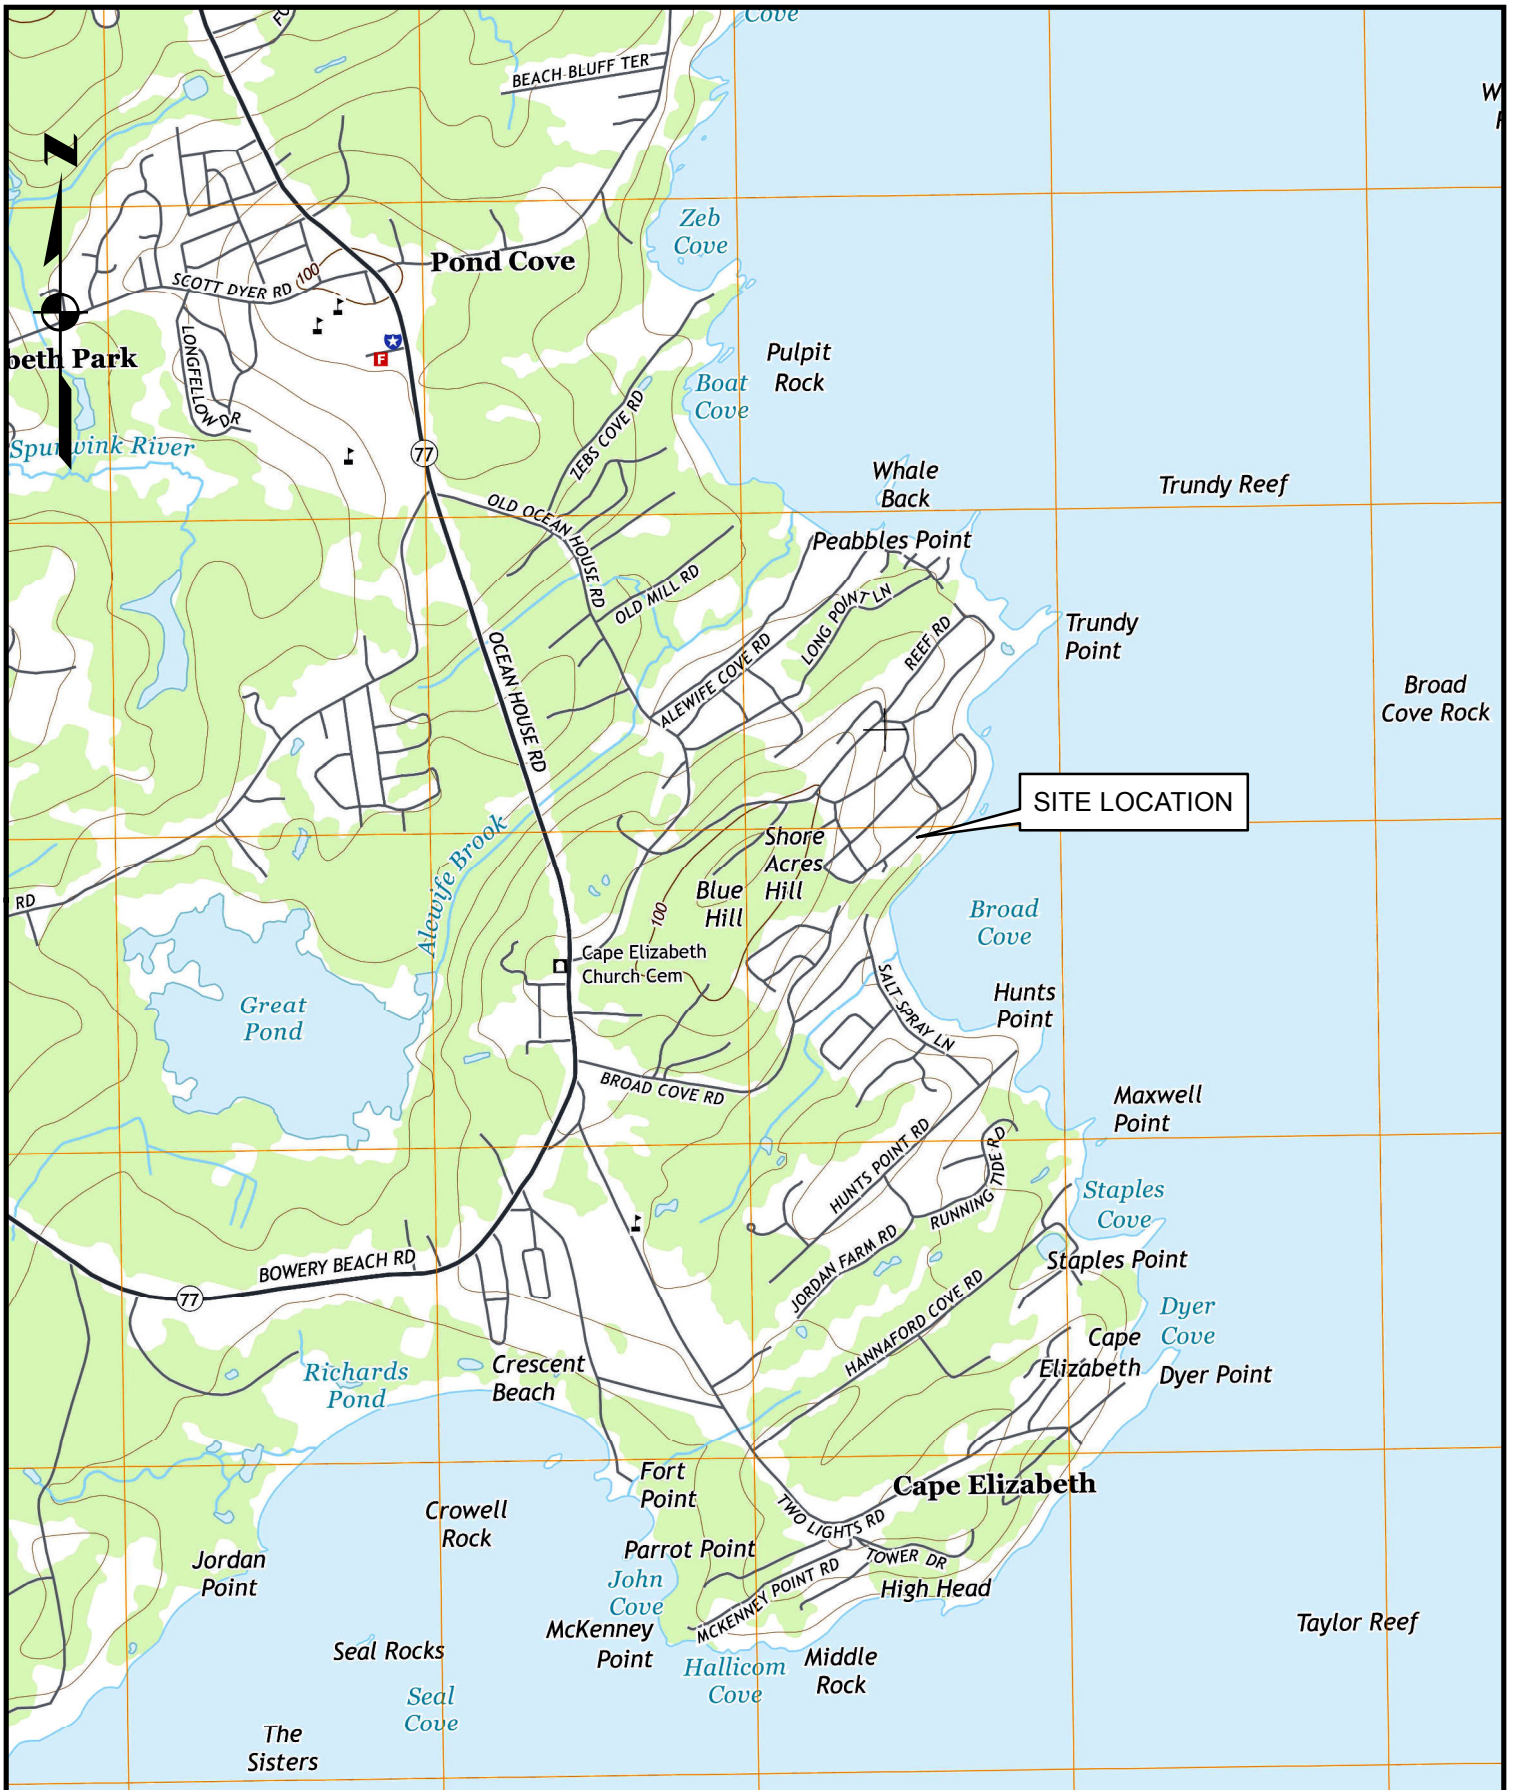 Cove
BEACH BLUFF TER
N
Zeb
Cove
Pond Cove
SCOTT DYER RD
100
F
LONGFELLOW DR
beth Park
Pulpit
Rock
Boat
Cove
ZEBS COVE RD
Spurwink River
77
Whale
Back
Trundy Reef
OLD OCEAN HOUSE RD
Peabbles Point
OLD MILL RD
LONG POINT LN
REEF RD
Trundy
Point
OCEAN HOUSE RD
ALEWIFE COVE RD
Broad
Cove Rock
SITE LOCATION
Shore
Acres
Hill
Blue
Hill
Alewife Brook
RD
100
Broad
Cove
Cape Elizabeth
Church Cem
SALT SPRAY LN
Great
Pond
Hunts
Point
BROAD COVE RD
Maxwell
Point
HUNTS POINT RD
RUNNING TIDE RD
Staples
Cove
JORDAN FARM RD
Staples Point
BOWERY BEACH RD
77
HANNAFORD COVE RD
Dyer
Cove
Cape
Elizabeth
Dyer Point
Richards
Pond
Crescent
Beach
Fort
Point
Cape Elizabeth
Crowell
Rock
TWO LIGHTS RD
Parrot Point
TOWER DR
Jordan
Point
John
Cove
MCKENNEY POINT RD
High Head
McKenney
Point
Taylor Reef
Seal Rocks
Hallicom
Cove
Middle
Rock
Seal
Cove
The
Sisters